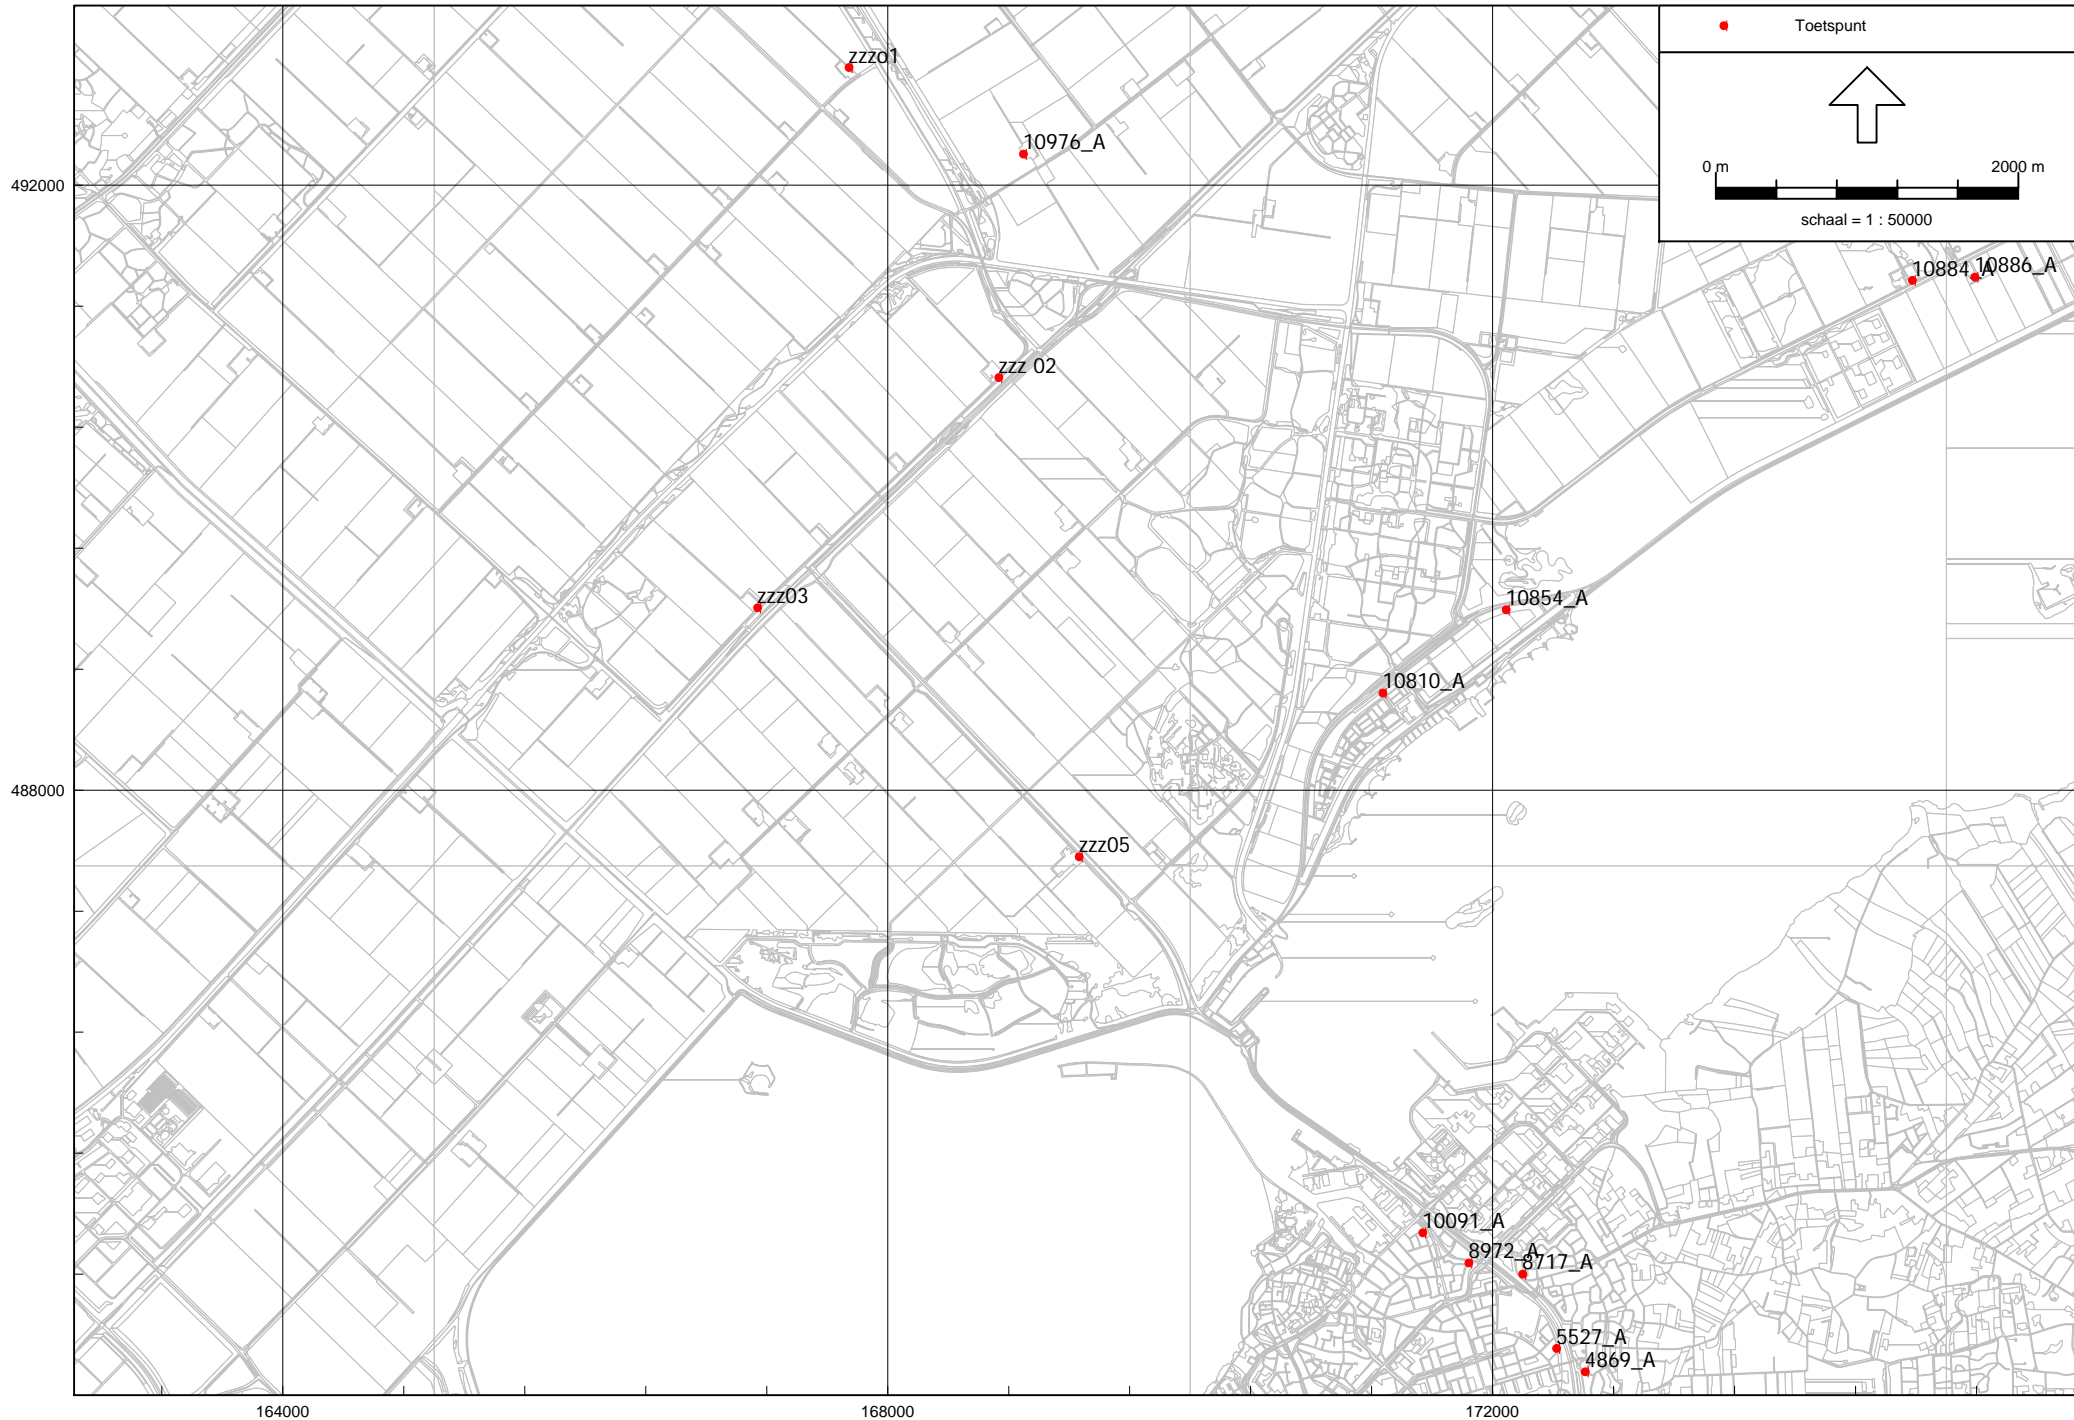 Toetspunt
zzzo1
10976_A
492000
0 m 2000 m
schaal = 1 : 50000
10884_A
10886_A
zzz 02
zzz03
10854_A
10810_A
488000
zzz05
10091_A
8972_A
8717_A
5527_A
4869_A
164000 168000 172000